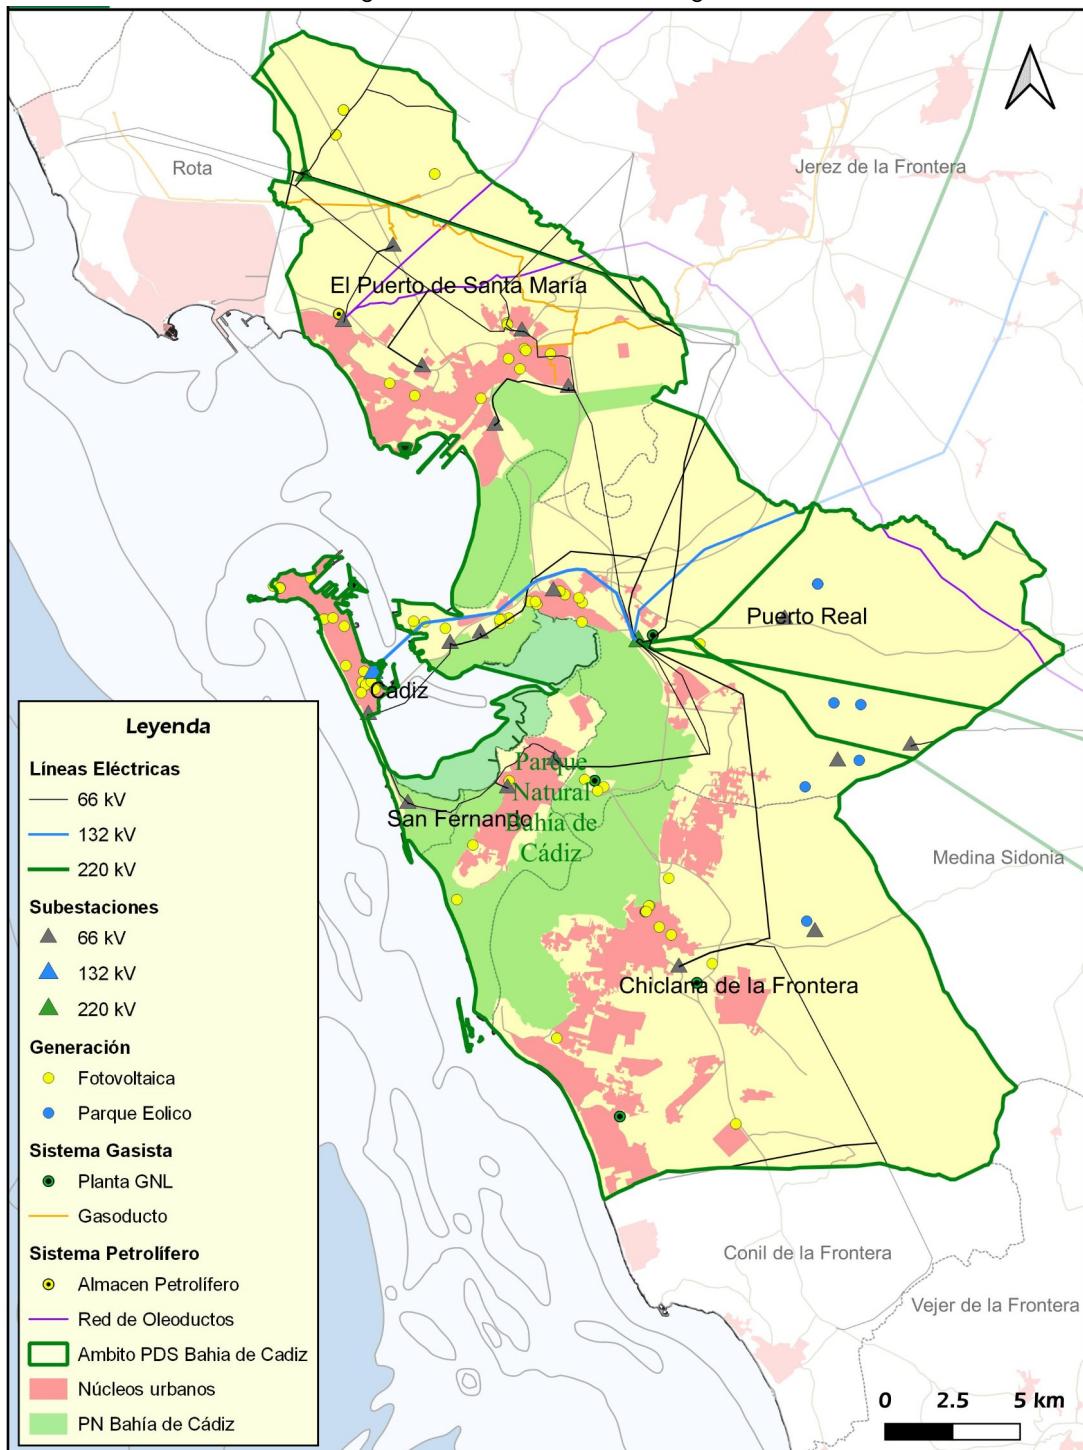 Rota
Jerez de la Frontera
El Puerto de Santa María
Puerto Real
Cádiz
Parque
Natural
Bahía de
Cádiz
San Fernando
Medina Sidonia
Chiclana de la Frontera
Conil de la Frontera
Vejer de la Frontera
Leyenda
Líneas Eléctricas
66 kV
132 kV
220 kV
Subestaciones
66 kV
132 kV
220 kV
Generación
Fotovoltaica
Parque Eolico
Sistema Gasista
Planta GNL
Gasoducto
Sistema Petrolífero
Almacen Petrolífero
Red de Oleoductos
Ambito PDS Bahia de Cadiz
Núcleos urbanos
PN Bahía de Cádiz
0 2.5 5 km